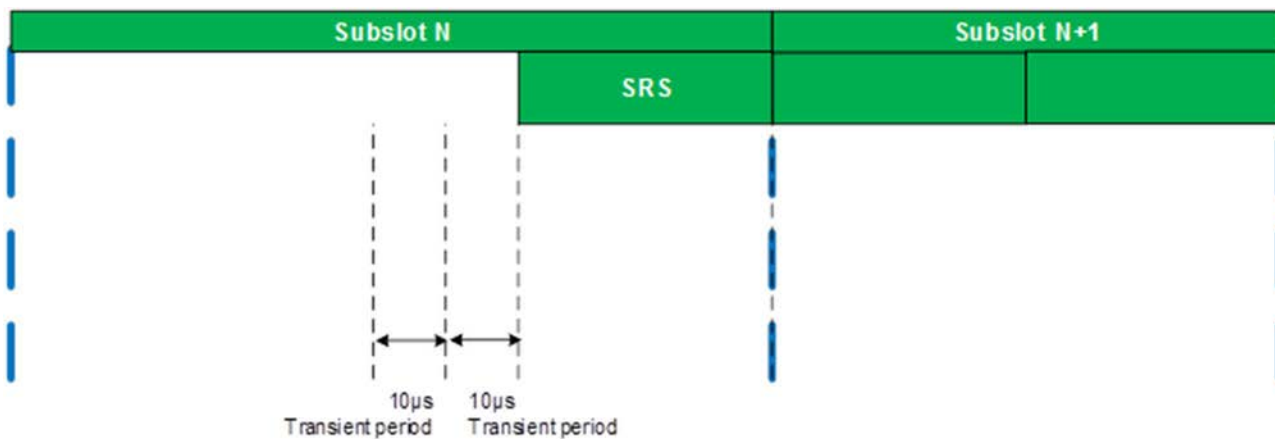 Subslot N
Subslot N+1
SRS
10µs
Transient period
10µs
Transient period